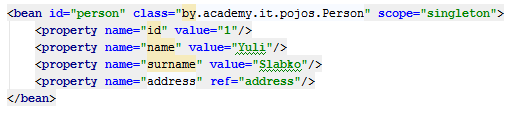 <bean id="person" class="by.academy.it.pojos.Person" scope="singleton">
    <property name="id" value="1"/>
    <property name="name" value="Yuli"/>
    <property name="surname" value="Slabko"/>
    <property name="address" ref="address"/>
</bean>